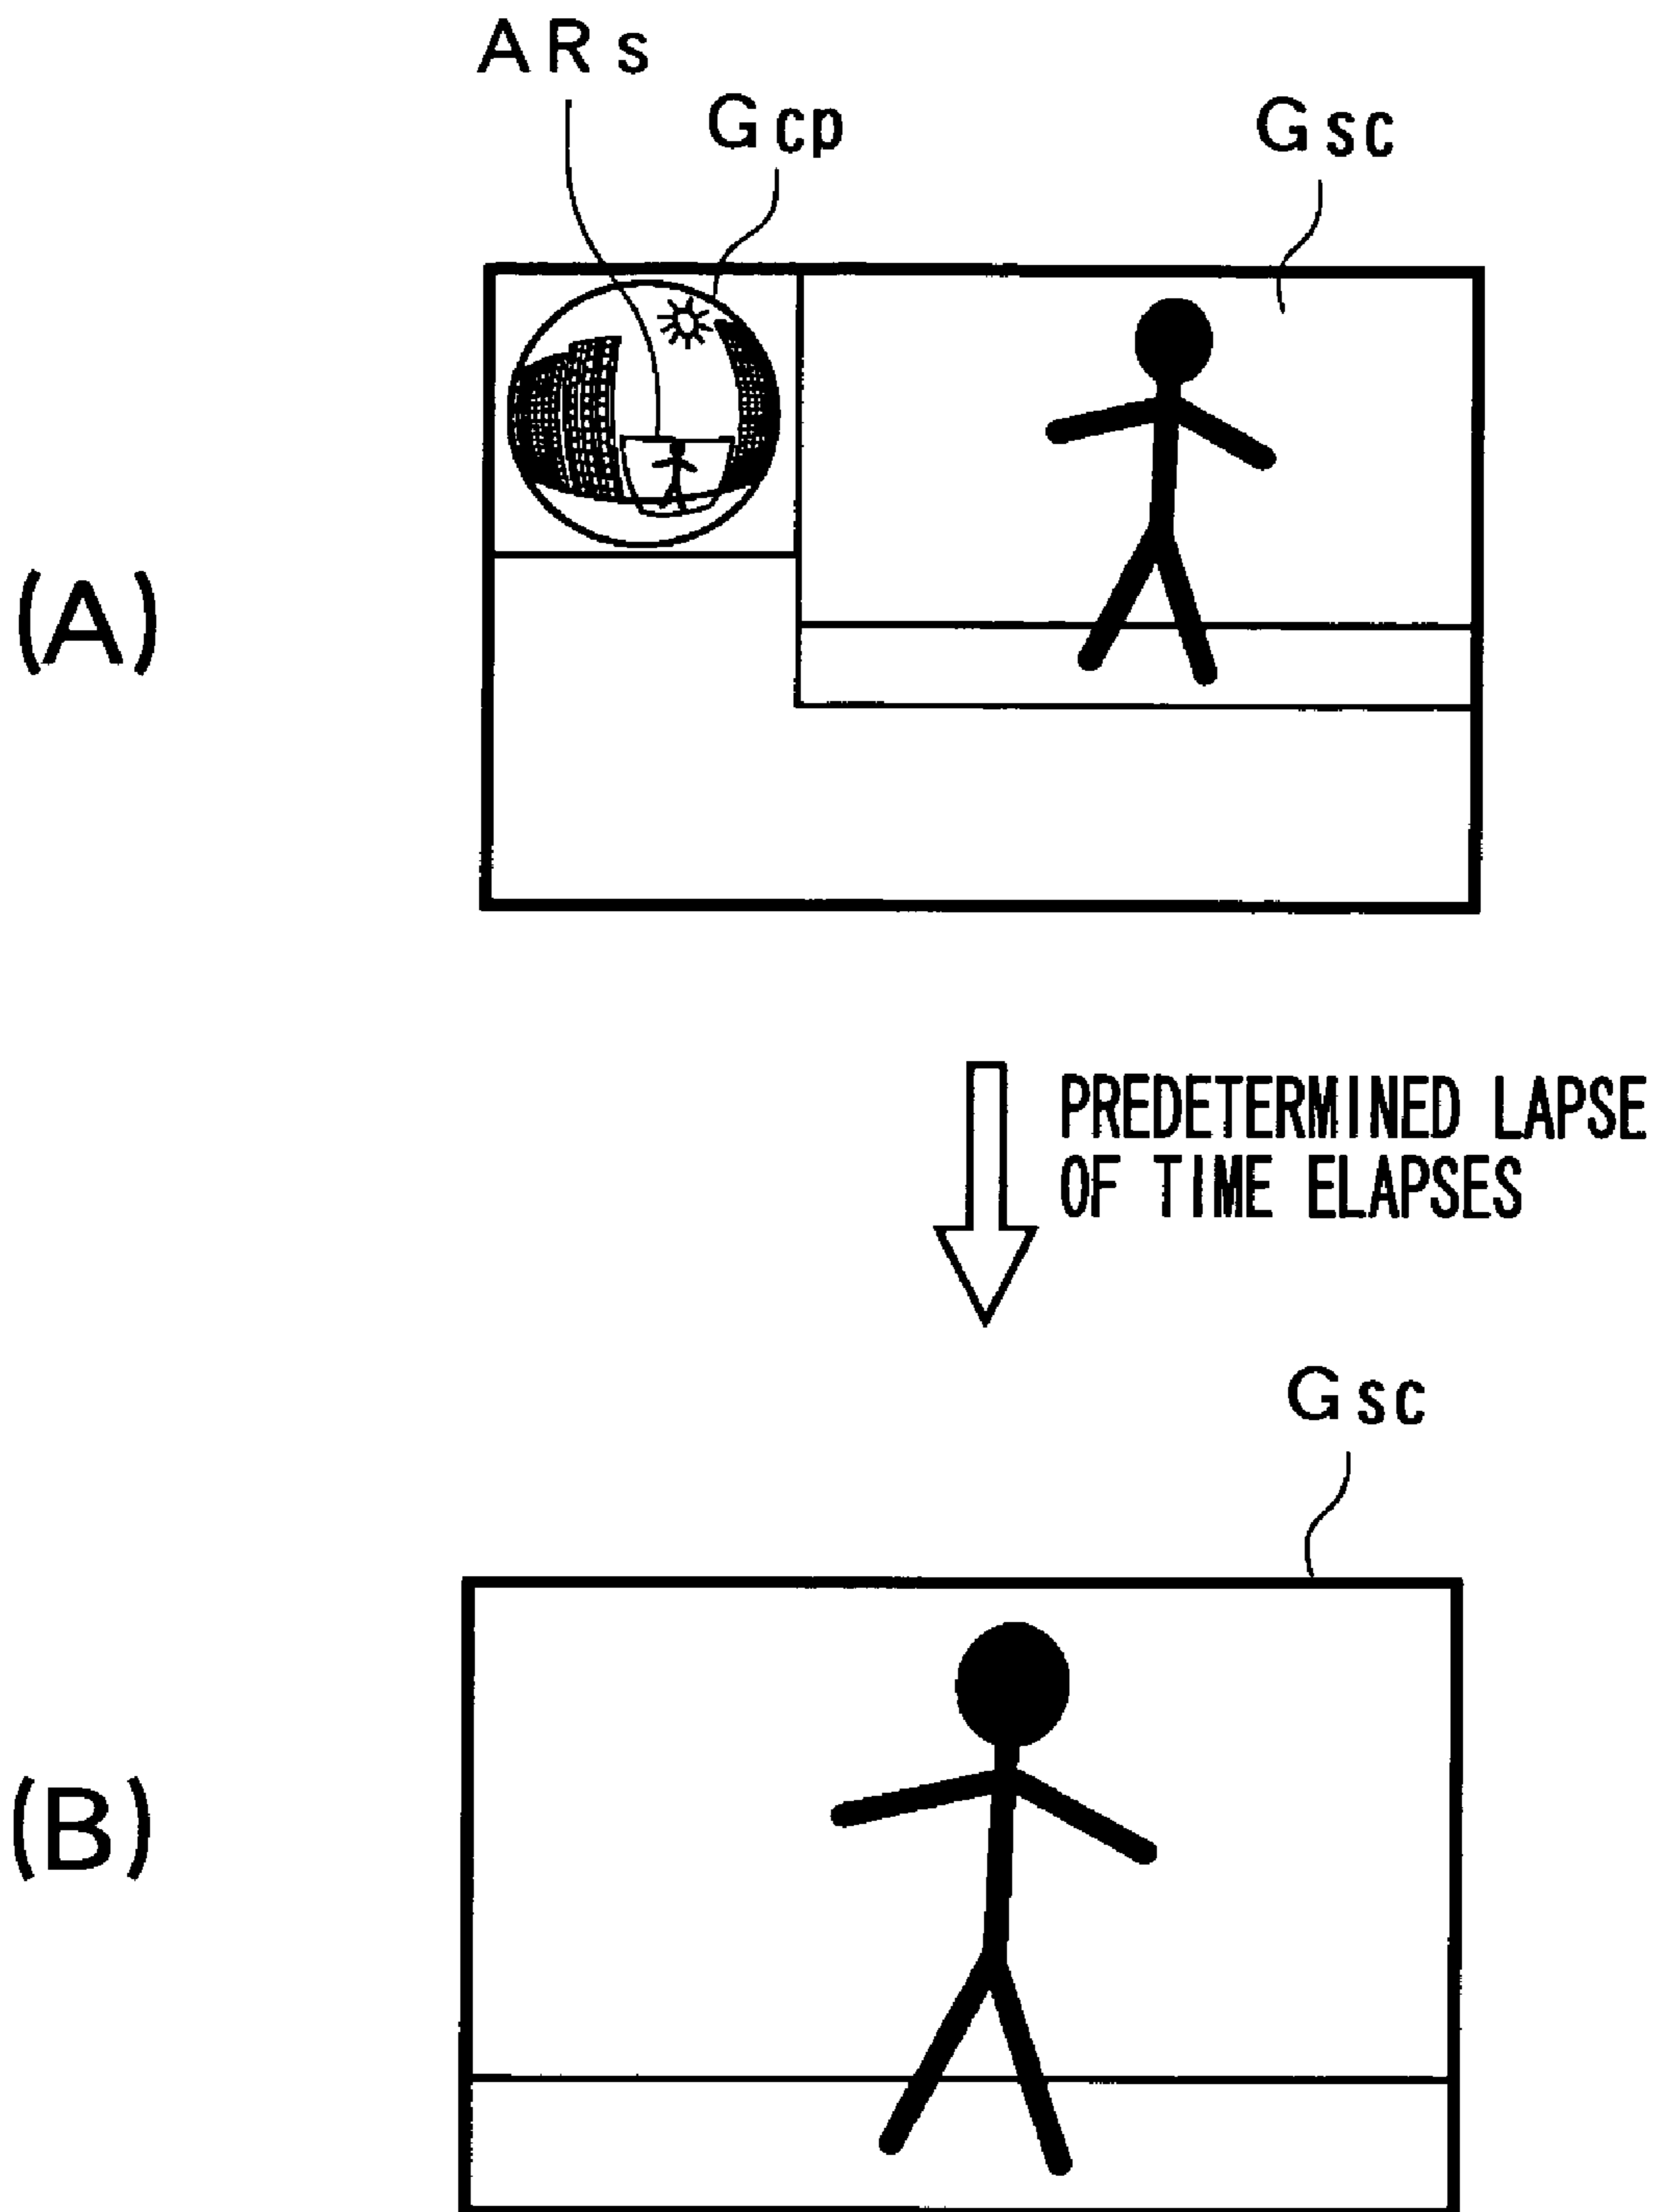 ARs
Gcp
Gsc
(A)
PREDETERMINED LAPSE
OF TIME ELAPSES
Gsc
(B)